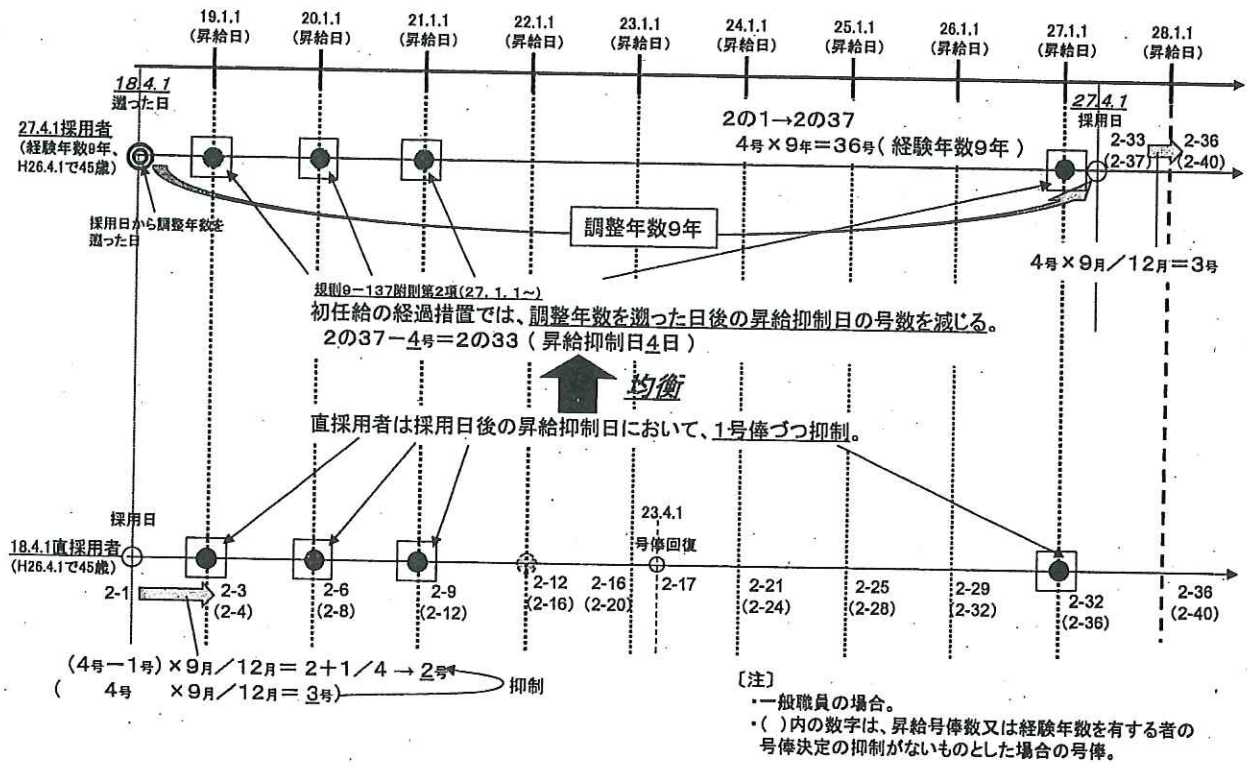 19.1.1
(昇給日)
20.1.1
(昇給日)
21.1.1
(昇給日)
22.1.1
(昇給日)
23.1.1
(昇給日)
24.1.1
(昇給日)
25.1.1
(昇給日)
26.1.1
(昇給日)
27.1.1
(昇給日)
28.1.1
(昇給日)
18.4.1
遡った日
27.4.1
採用日
27.4.1採用者
(経験年数9年、
H26.4.1で45歳)
2の1→2の37
4号×9年=36号(経験年数9年)
2-33
(2-37)
2-36
(2-40)
採用日から調整年数を
遡った日
調整年数9年
4号×9月/12月=3号
規則9-137附則第2項(27.1.1~)
初任給の経過措置では、調整年数を遡った日後の昇給抑制日の号数を減じる。
2の37-4号=2の33(昇給抑制日4日)
均衡
直採用者は採用日後の昇給抑制日において、1号俸づつ抑制。
採用日
23.4.1
号俸回復
18.4.1直採用者
(H26.4.1で45歳)
2-1
2-3
(2-4)
2-6
(2-8)
2-9
(2-12)
2-12
(2-16)
2-16
(2-20)
2-17
2-21
(2-24)
2-25
(2-28)
2-29
(2-32)
2-32
(2-36)
2-36
(2-40)
(4号-1号)×9月/12月=2+1/4→2号
( 4号 ×9月/12月=3号)
抑制
〔注〕
・一般職員の場合。
・( )内の数字は、昇給号俸数又は経験年数を有する者の
号俸決定の抑制がないものとした場合の号俸。